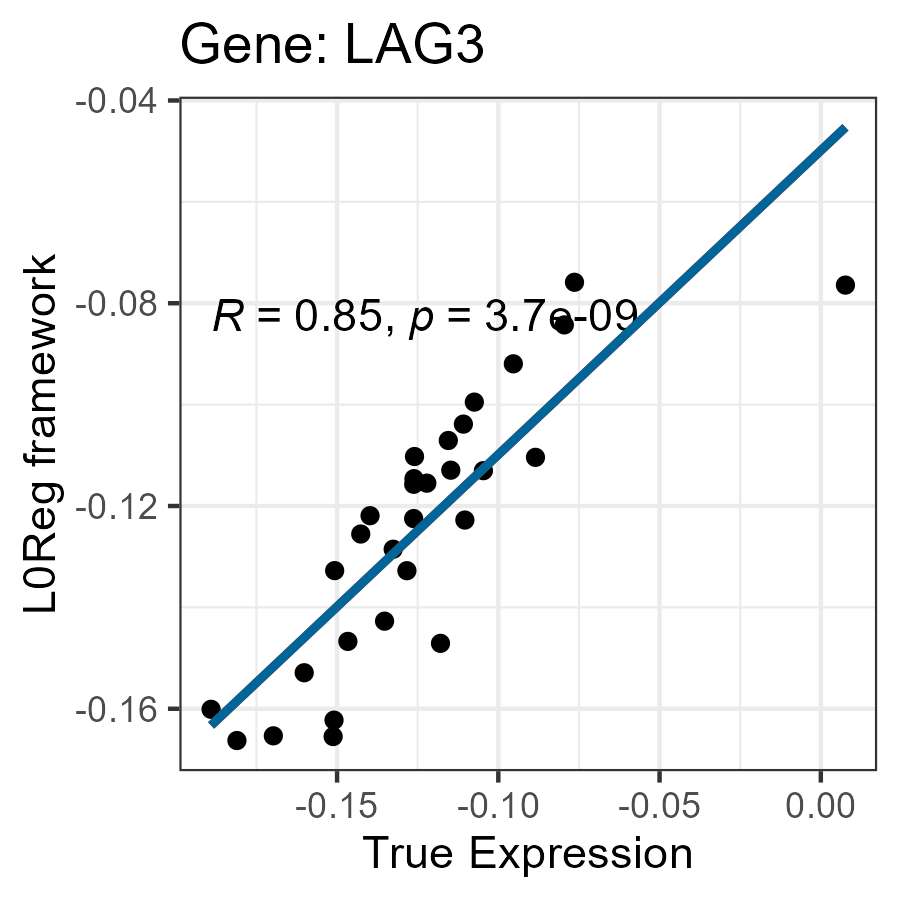 Gene: LAG3
-0.04
-0.08
-0.12
-0.16
L0Reg framework
R = 0.85, p = 3.7e-09
-0.15
-0.10
-0.05
0.00
True Expression